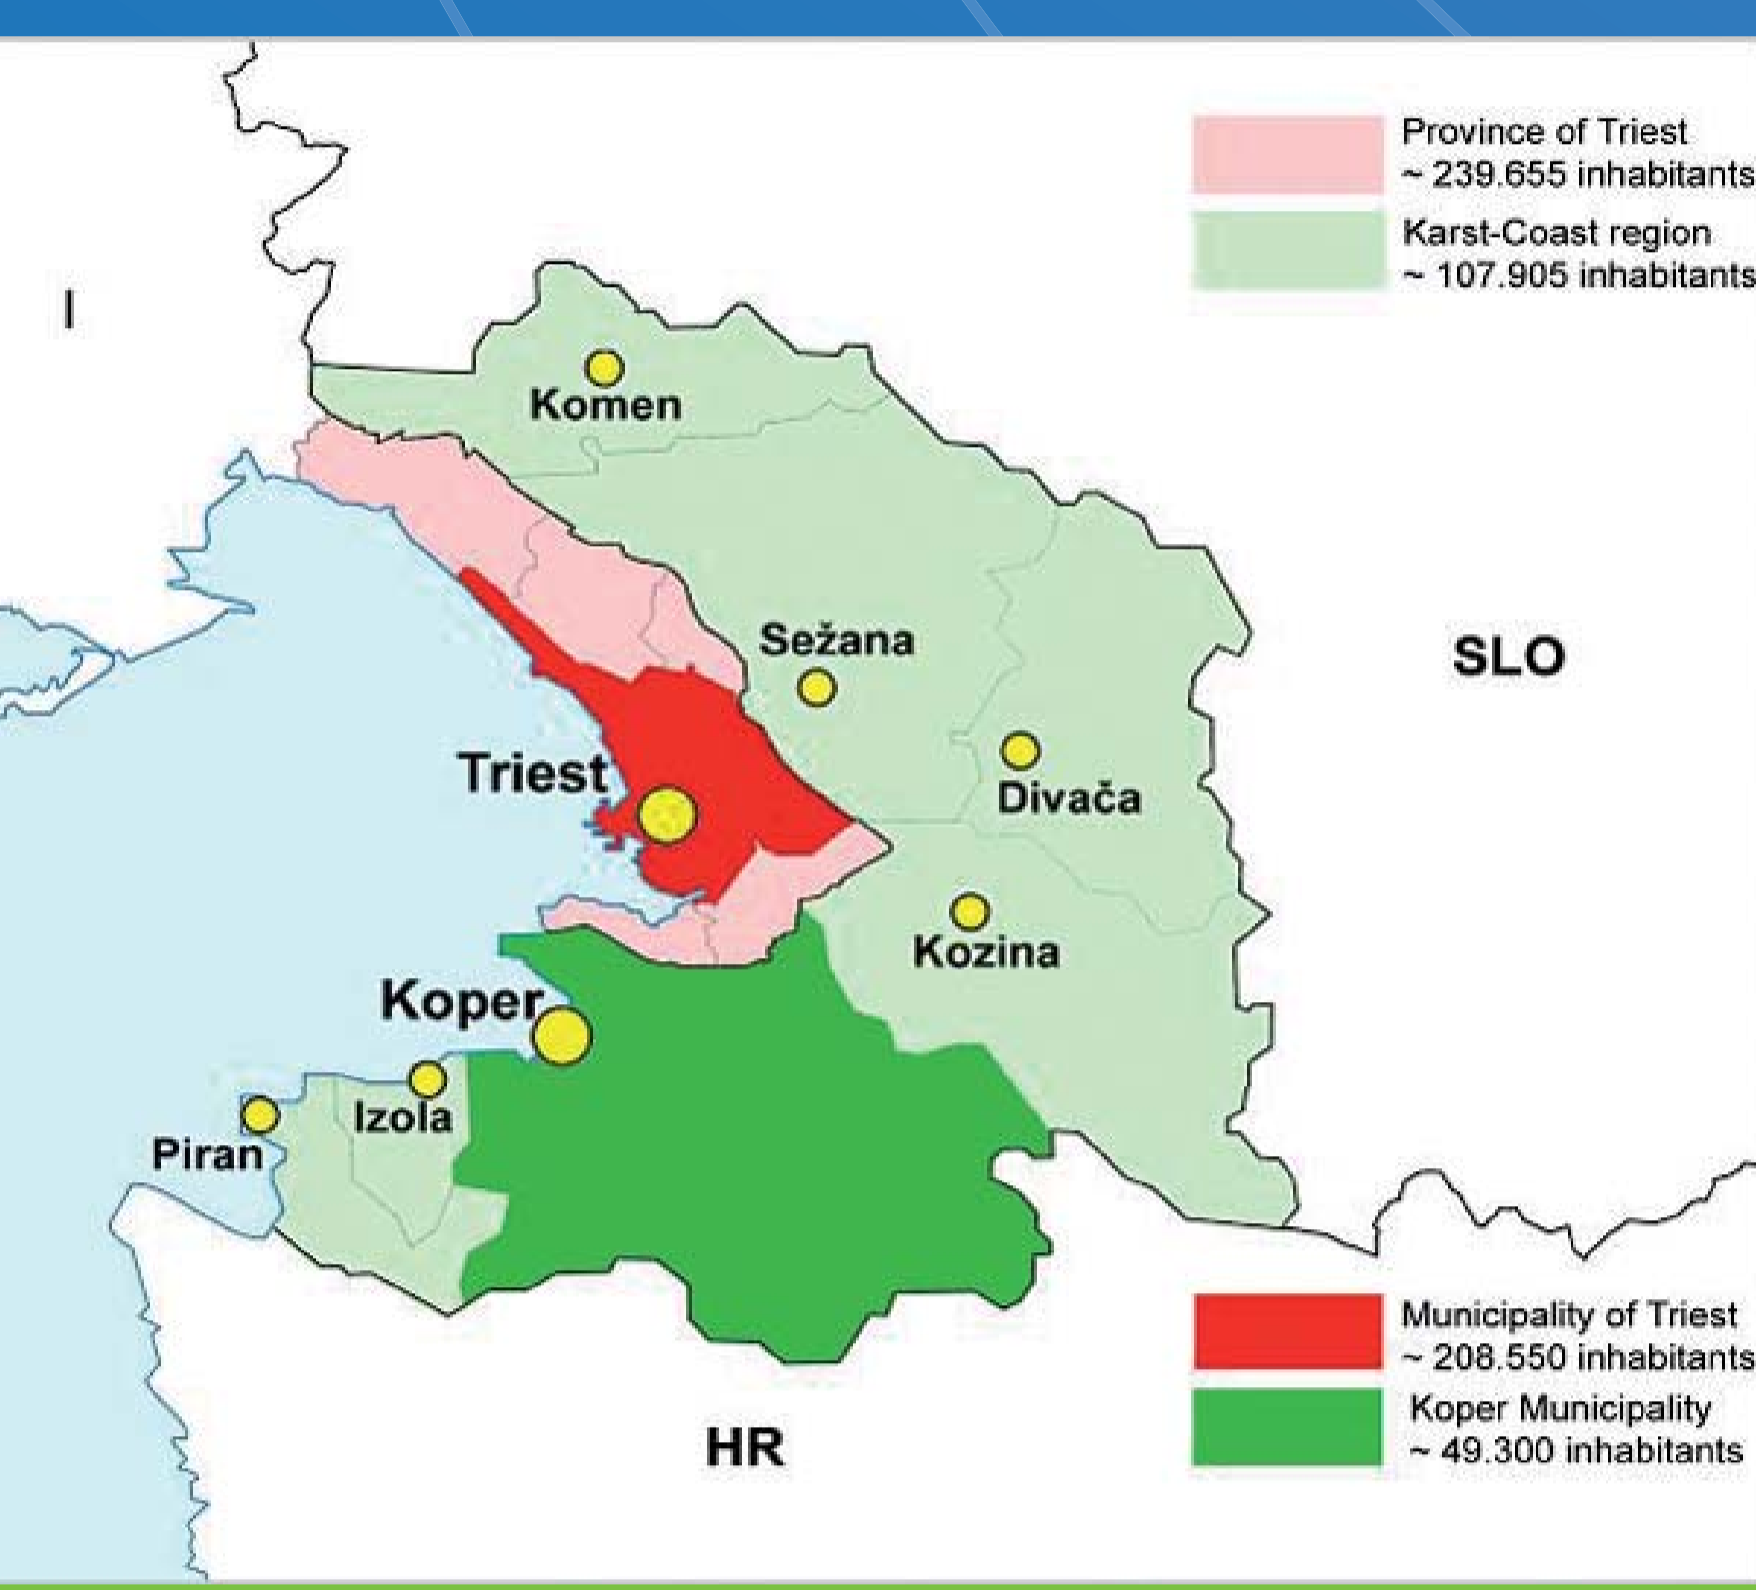 Province of Triest
~ 239.655 inhabitants
Karst-Coast region
~ 107.905 inhabitants
I
Komen
Sežana
SLO
Triest
Divača
Kozina
Koper
Izola
Piran
Municipality of Triest
~ 208.550 inhabitants
Koper Municipality
~ 49.300 inhabitants
HR